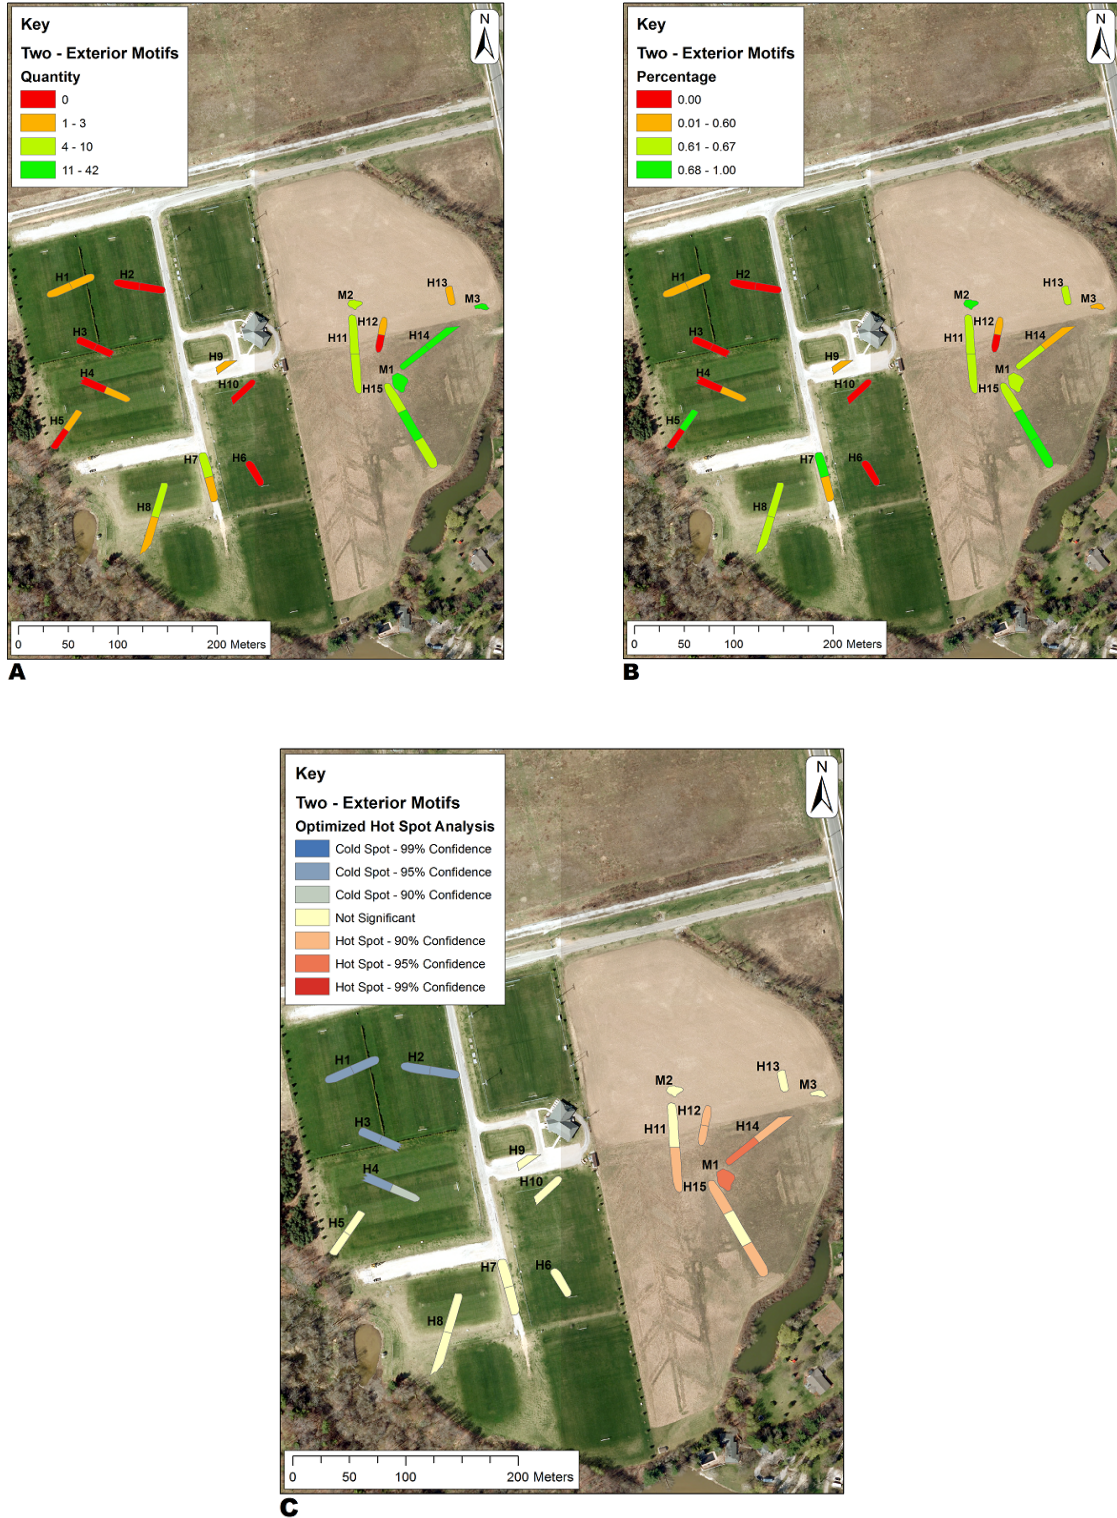 Key
Two - Exterior Motifs
Quantity
0
1 - 3
4 - 10
11 - 42
N
H1
H2
H3
H4
H5
H6
H7
H8
H9
H10
H11
H12
H13
H14
H15
M1
M2
M3
0 50 100 200 Meters
A
Key
Two - Exterior Motifs
Percentage
0.00
0.01 - 0.60
0.61 - 0.67
0.68 - 1.00
N
H1
H2
H3
H4
H5
H6
H7
H8
H9
H10
H11
H12
H13
H14
H15
M1
M2
M3
0 50 100 200 Meters
B
Key
Two - Exterior Motifs
Optimized Hot Spot Analysis
Cold Spot - 99% Confidence
Cold Spot - 95% Confidence
Cold Spot - 90% Confidence
Not Significant
Hot Spot - 90% Confidence
Hot Spot - 95% Confidence
Hot Spot - 99% Confidence
N
H1
H2
H3
H4
H5
H6
H7
H8
H9
H10
H11
H12
H13
H14
H15
M1
M2
M3
0 50 100 200 Meters
C